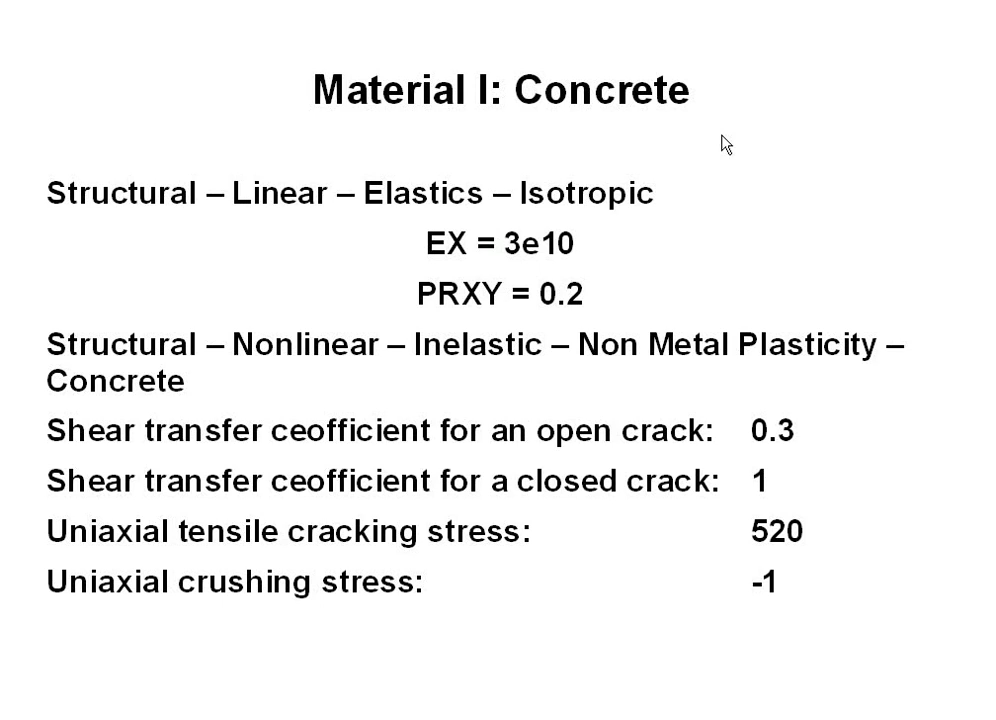 Material I: Concrete
Structural – Linear – Elastics – Isotropic
EX = 3e10
PRXY = 0.2
Structural – Nonlinear – Inelastic – Non Metal Plasticity –
Concrete
Shear transfer ceofficient for an open crack: 0.3
Shear transfer ceofficient for a closed crack: 1
Uniaxial tensile cracking stress: 520
Uniaxial crushing stress: -1